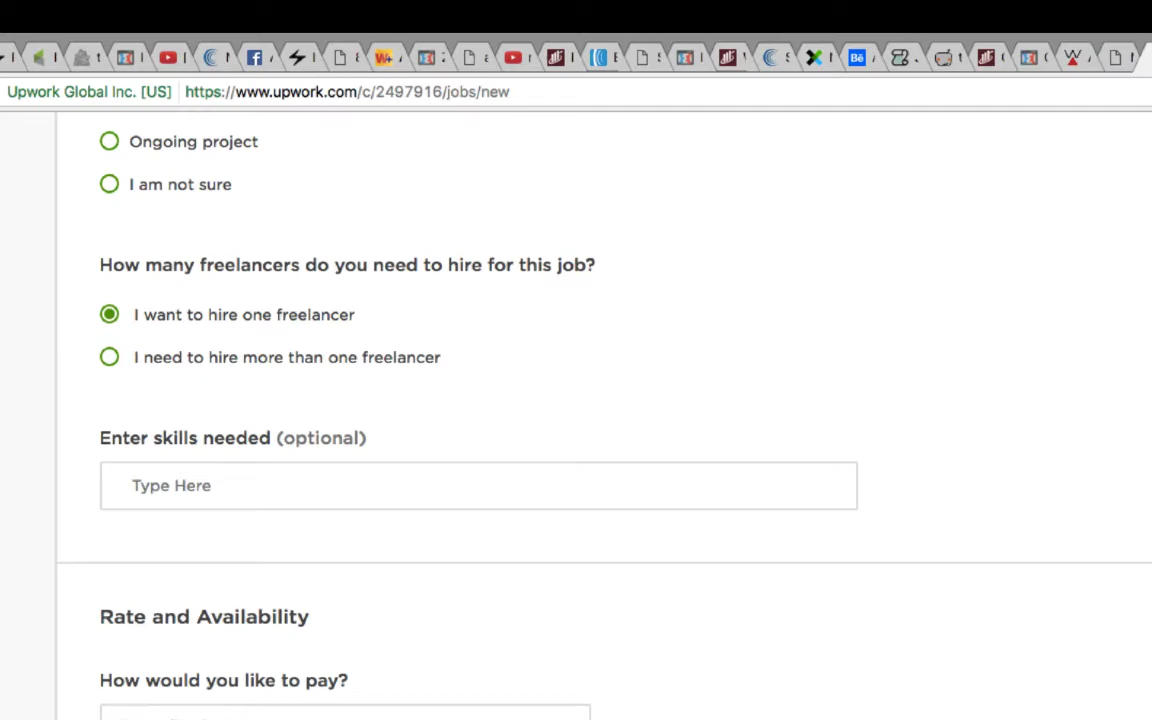 Upwork Global Inc. [US] https://www.upwork.com/c/2497916/jobs/new
Ongoing project
I am not sure
How many freelancers do you need to hire for this job?
I want to hire one freelancer
I need to hire more than one freelancer
Enter skills needed (optional)
Type Here
Rate and Availability
How would you like to pay?